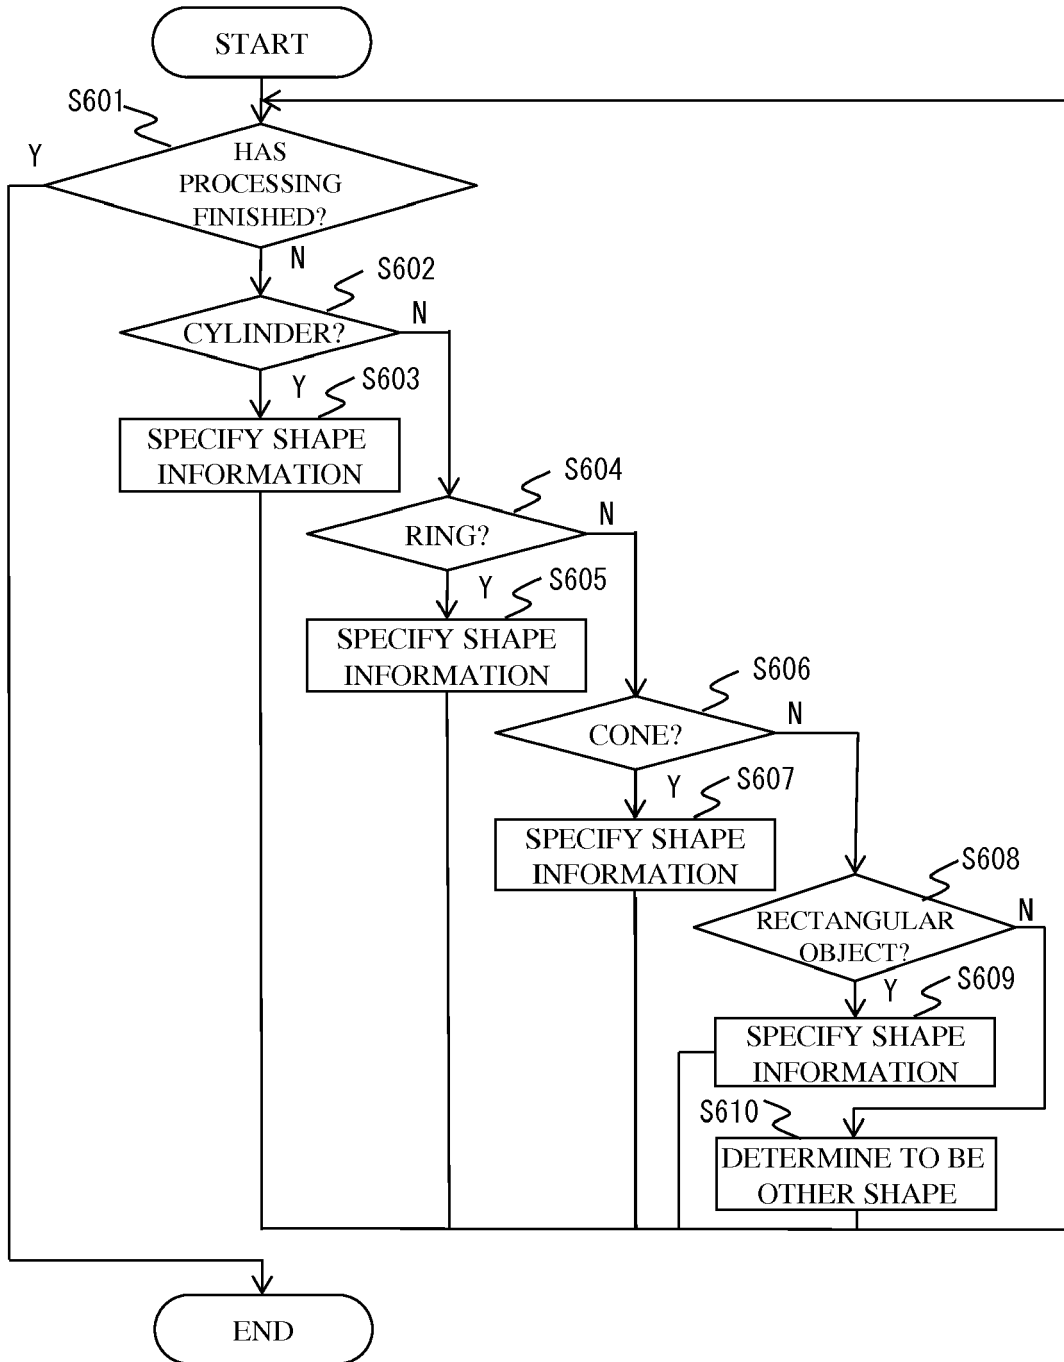 START
S601
Y
HAS
PROCESSING
FINISHED?
N
S602
N
CYLINDER?
Y
S603
SPECIFY SHAPE
INFORMATION
S604
N
RING?
Y
S605
SPECIFY SHAPE
INFORMATION
S606
N
CONE?
Y
S607
SPECIFY SHAPE
INFORMATION
S608
N
RECTANGULAR
OBJECT?
Y
S609
SPECIFY SHAPE
INFORMATION
S610
DETERMINE TO BE
OTHER SHAPE
END